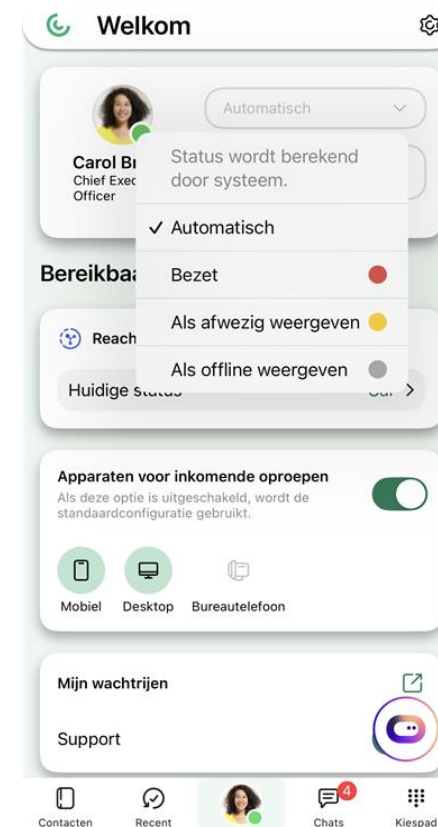 Welkom
Automatisch
Carol Br
Chief Exec
Officer
Status wordt berekend
door systeem.
✓ Automatisch
Bezet
Als afwezig weergeven
Als offline weergeven
Bereikba
Reach
Huidige status
Apparaten voor inkomende oproepen
Als deze optie is uitgeschakeld, wordt de
standaardconfiguratie gebruikt.
Mobiel Desktop Bureautelefoon
Mijn wachtrijen
Support
4
Contacten Recent Chats Kiespad